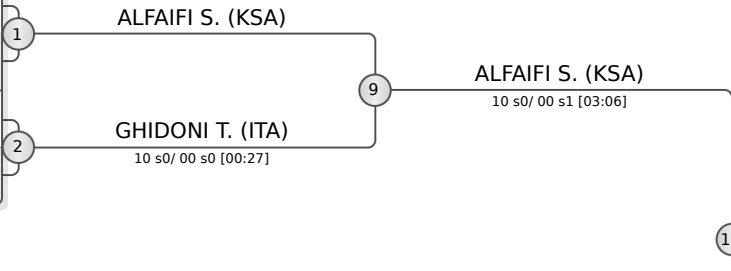 ALFAIFI S. (KSA)
1
ALFAIFI S. (KSA)
9
10 s0/ 00 s1 [03:06]
GHIDONI T. (ITA)
2
10 s0/ 00 s0 [00:27]